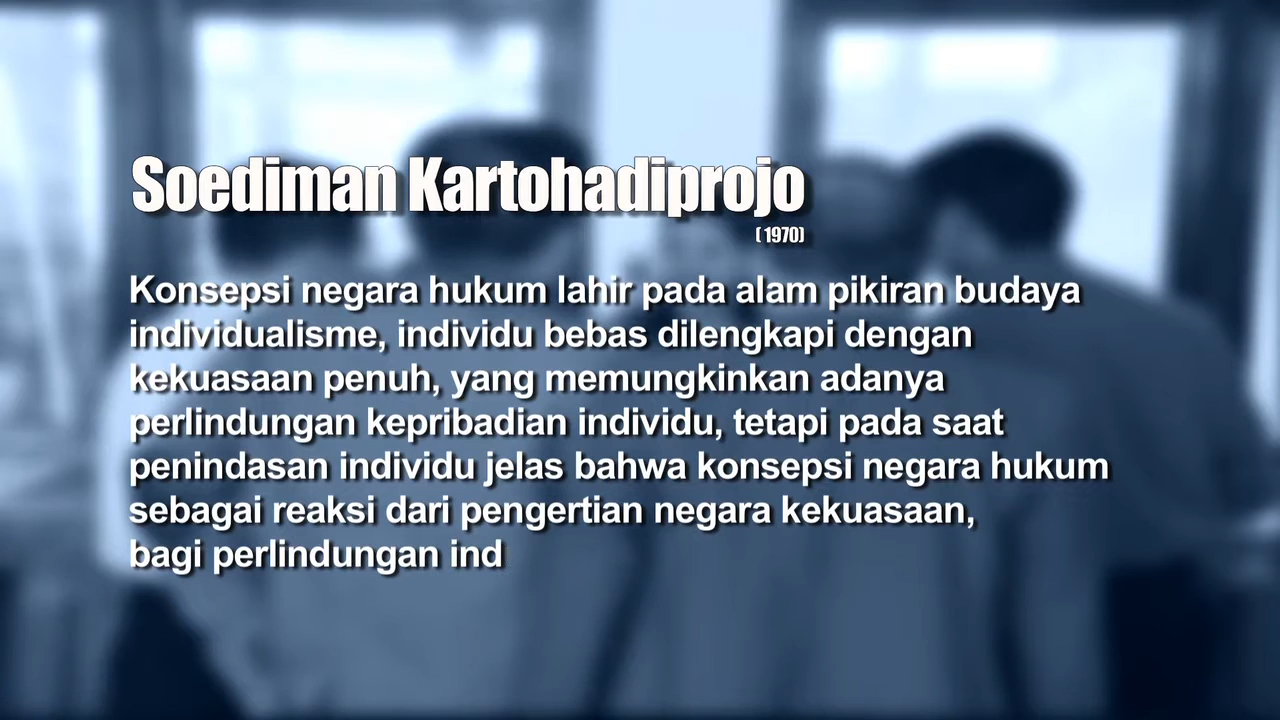 Soediman Kartohadiprojo
( 1970)
Konsepsi negara hukum lahir pada alam pikiran budaya
individualisme, individu bebas dilengkapi dengan
kekuasaan penuh, yang memungkinkan adanya
perlindungan kepribadian individu, tetapi pada saat
penindasan individu jelas bahwa konsepsi negara hukum
sebagai reaksi dari pengertian negara kekuasaan,
bagi perlindungan ind